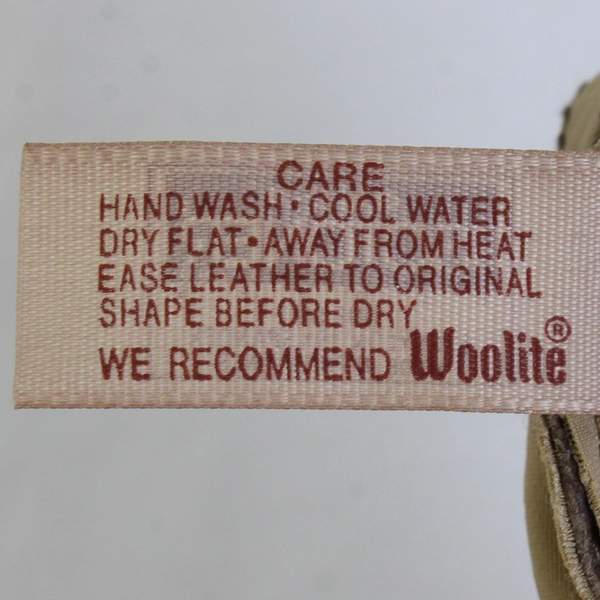 CARE
HAND WASH • COOL WATER
DRY FLAT • AWAY FROM HEAT
EASE LEATHER TO ORIGINAL
SHAPE BEFORE DRY
WE RECOMMEND Woolite®